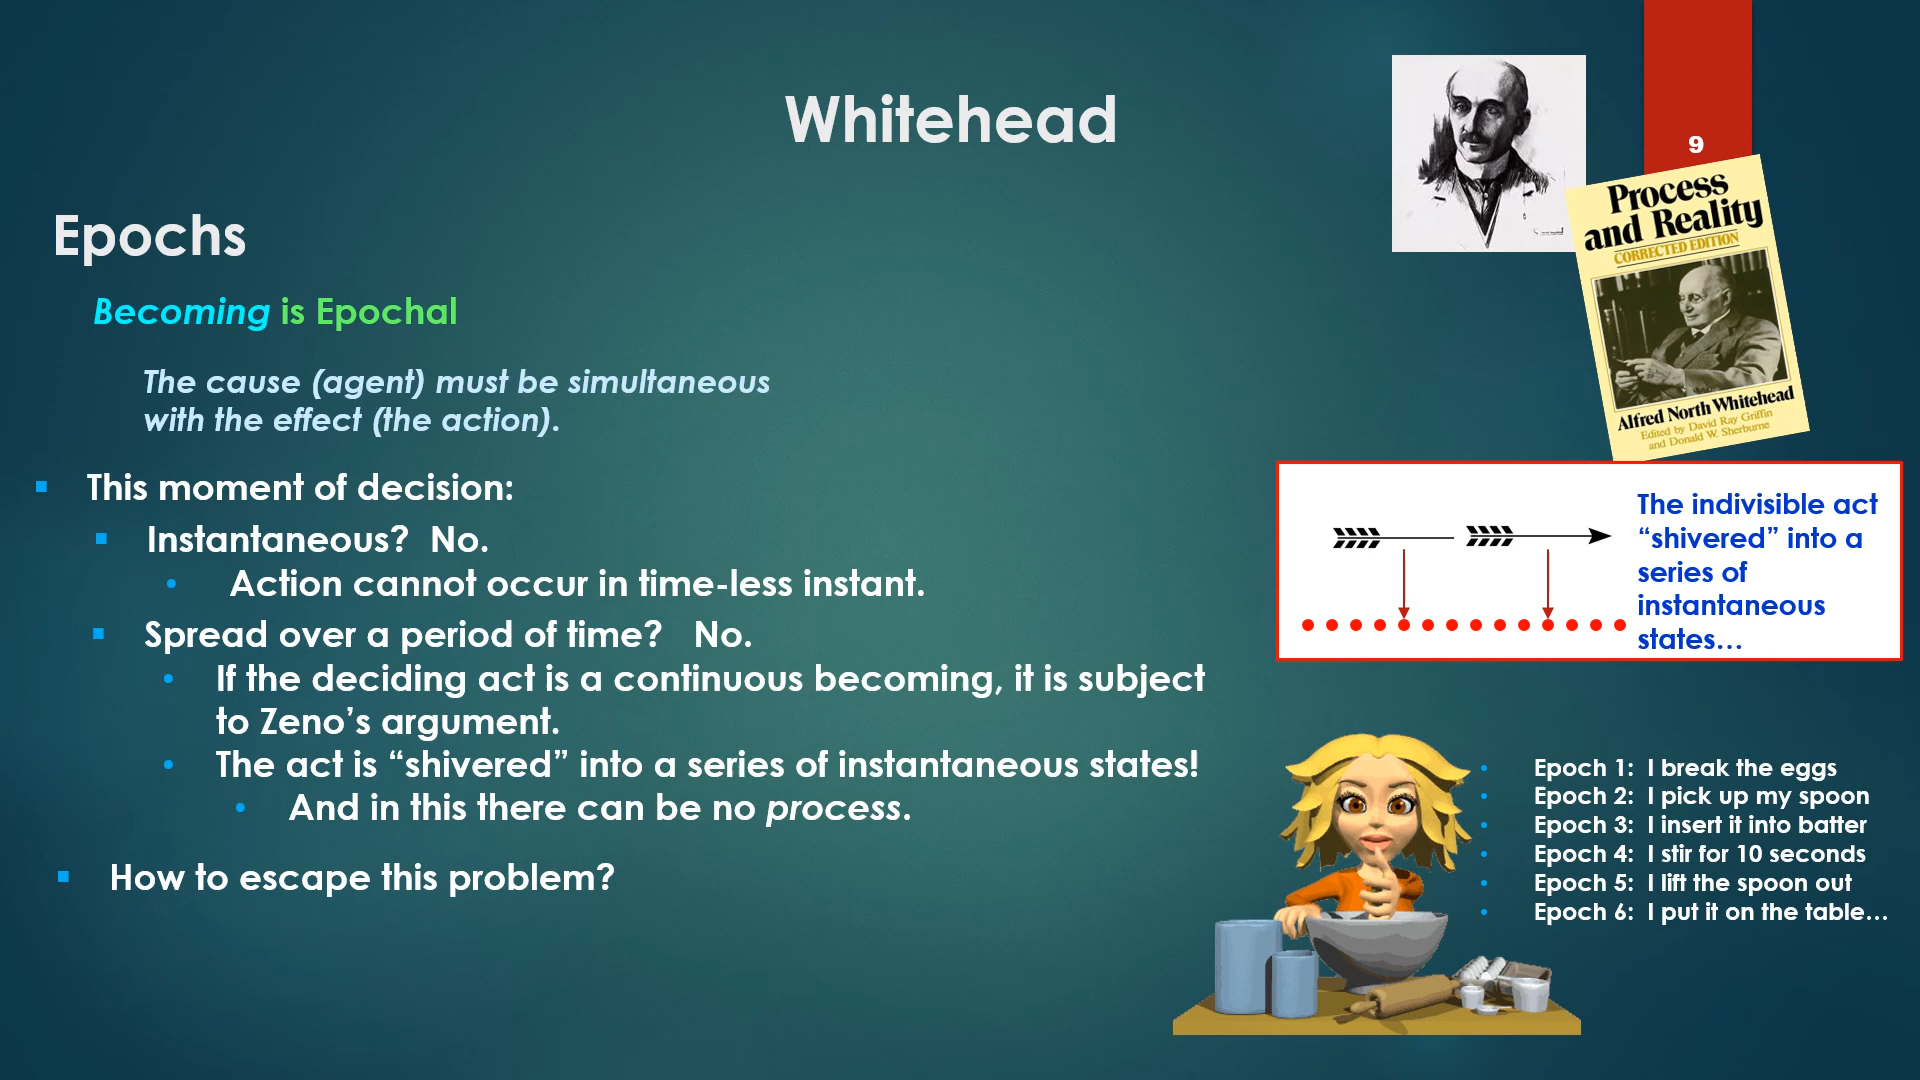 Whitehead
9
Process
and Reality
CORRECTED EDITION
Alfred North Whitehead
Edited by David Ray Griffin
and Donald W. Sherburne
Epochs
Becoming is Epochal
The cause (agent) must be simultaneous
with the effect (the action).
This moment of decision:
Instantaneous? No.
Action cannot occur in time-less instant.
Spread over a period of time? No.
If the deciding act is a continuous becoming, it is subject
to Zeno’s argument.
The act is “shivered” into a series of instantaneous states!
And in this there can be no process.
How to escape this problem?
The indivisible act
“shivered” into a
series of
instantaneous
states…
Epoch 1: I break the eggs
Epoch 2: I pick up my spoon
Epoch 3: I insert it into batter
Epoch 4: I stir for 10 seconds
Epoch 5: I lift the spoon out
Epoch 6: I put it on the table…